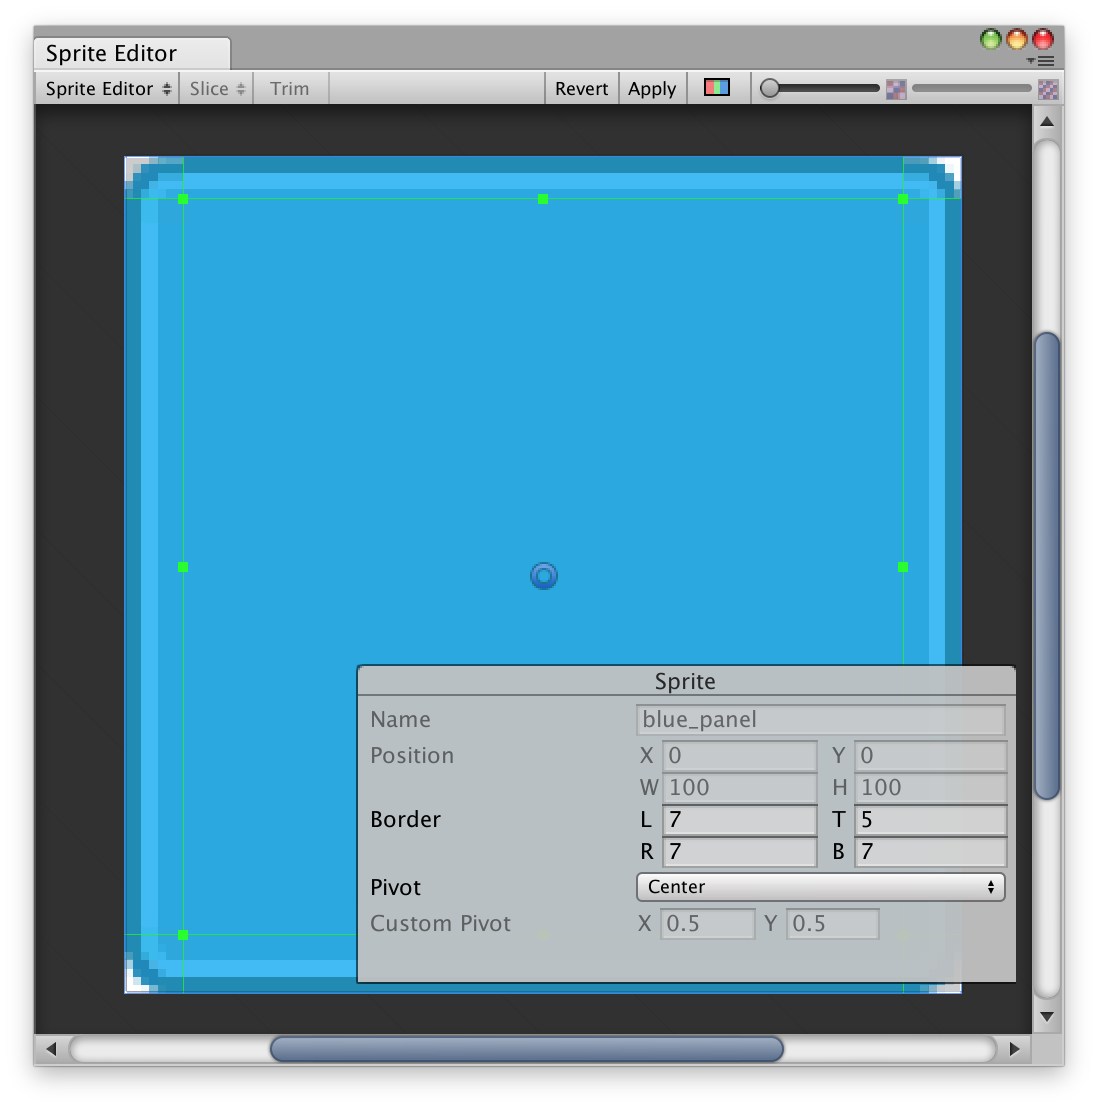 Sprite Editor
Sprite Editor Slice Trim Revert Apply
Sprite
Name blue_panel
Position X 0 Y 0
W 100 H 100
Border L 7 T 5
R 7 B 7
Pivot Center
Custom Pivot X 0.5 Y 0.5